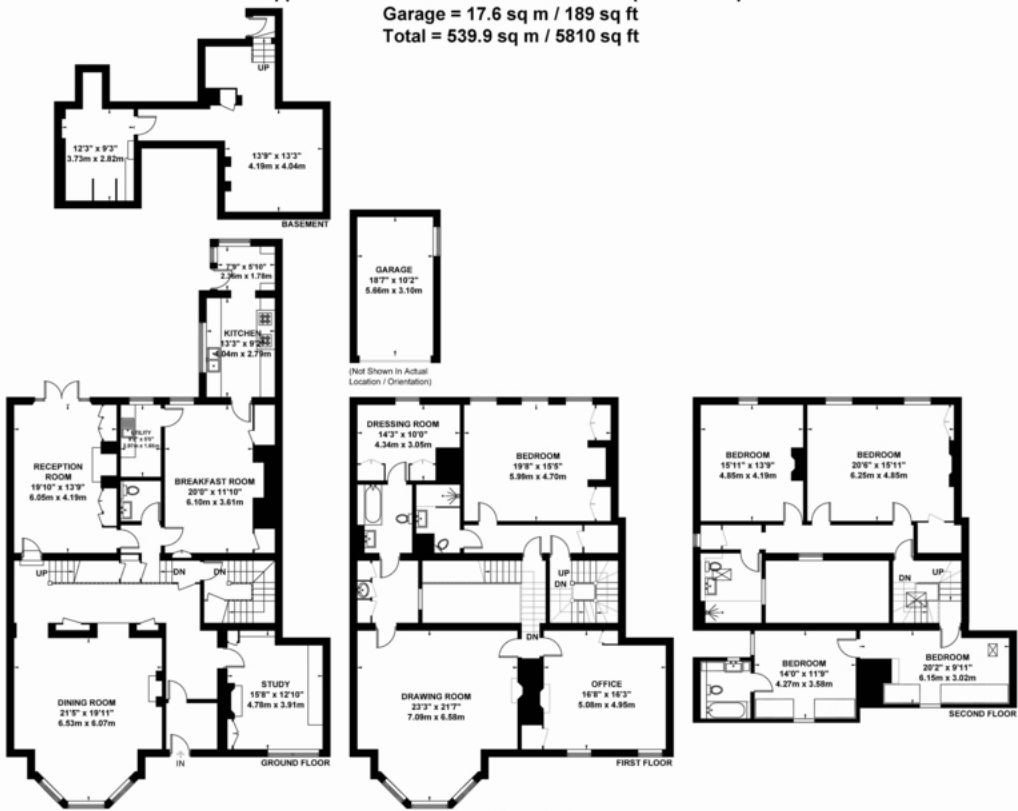 Garage = 17.6 sq m / 189 sq ft
Total = 539.9 sq m / 5810 sq ft
UP
12'3" x 9'3"
3.73m x 2.82m
13'9" x 13'3"
4.19m x 4.04m
BASEMENT
7'9" x 5'10"
2.36m x 1.78m
KITCHEN
13'3" x 9'2"
4.04m x 2.79m
GARAGE
18'7" x 10'2"
5.66m x 3.10m
(Not Shown In Actual
Location / Orientation)
UTILITY
RECEPTION
ROOM
19'10" x 13'9"
6.05m x 4.19m
BREAKFAST ROOM
20'0" x 11'10"
6.10m x 3.61m
UP
DN
DN
DINING ROOM
21'5" x 19'11"
6.53m x 6.07m
STUDY
15'8" x 12'10"
4.78m x 3.91m
IN
GROUND FLOOR
DRESSING ROOM
14'3" x 10'0"
4.34m x 3.05m
BEDROOM
19'8" x 15'5"
5.99m x 4.70m
UP
DN
DN
DRAWING ROOM
23'3" x 21'7"
7.09m x 6.58m
OFFICE
16'8" x 16'3"
5.08m x 4.95m
FIRST FLOOR
BEDROOM
15'11" x 13'9"
4.85m x 4.19m
BEDROOM
20'6" x 15'11"
6.25m x 4.85m
DN
UP
BEDROOM
14'0" x 11'9"
4.27m x 3.58m
BEDROOM
20'2" x 9'11"
6.15m x 3.02m
SECOND FLOOR